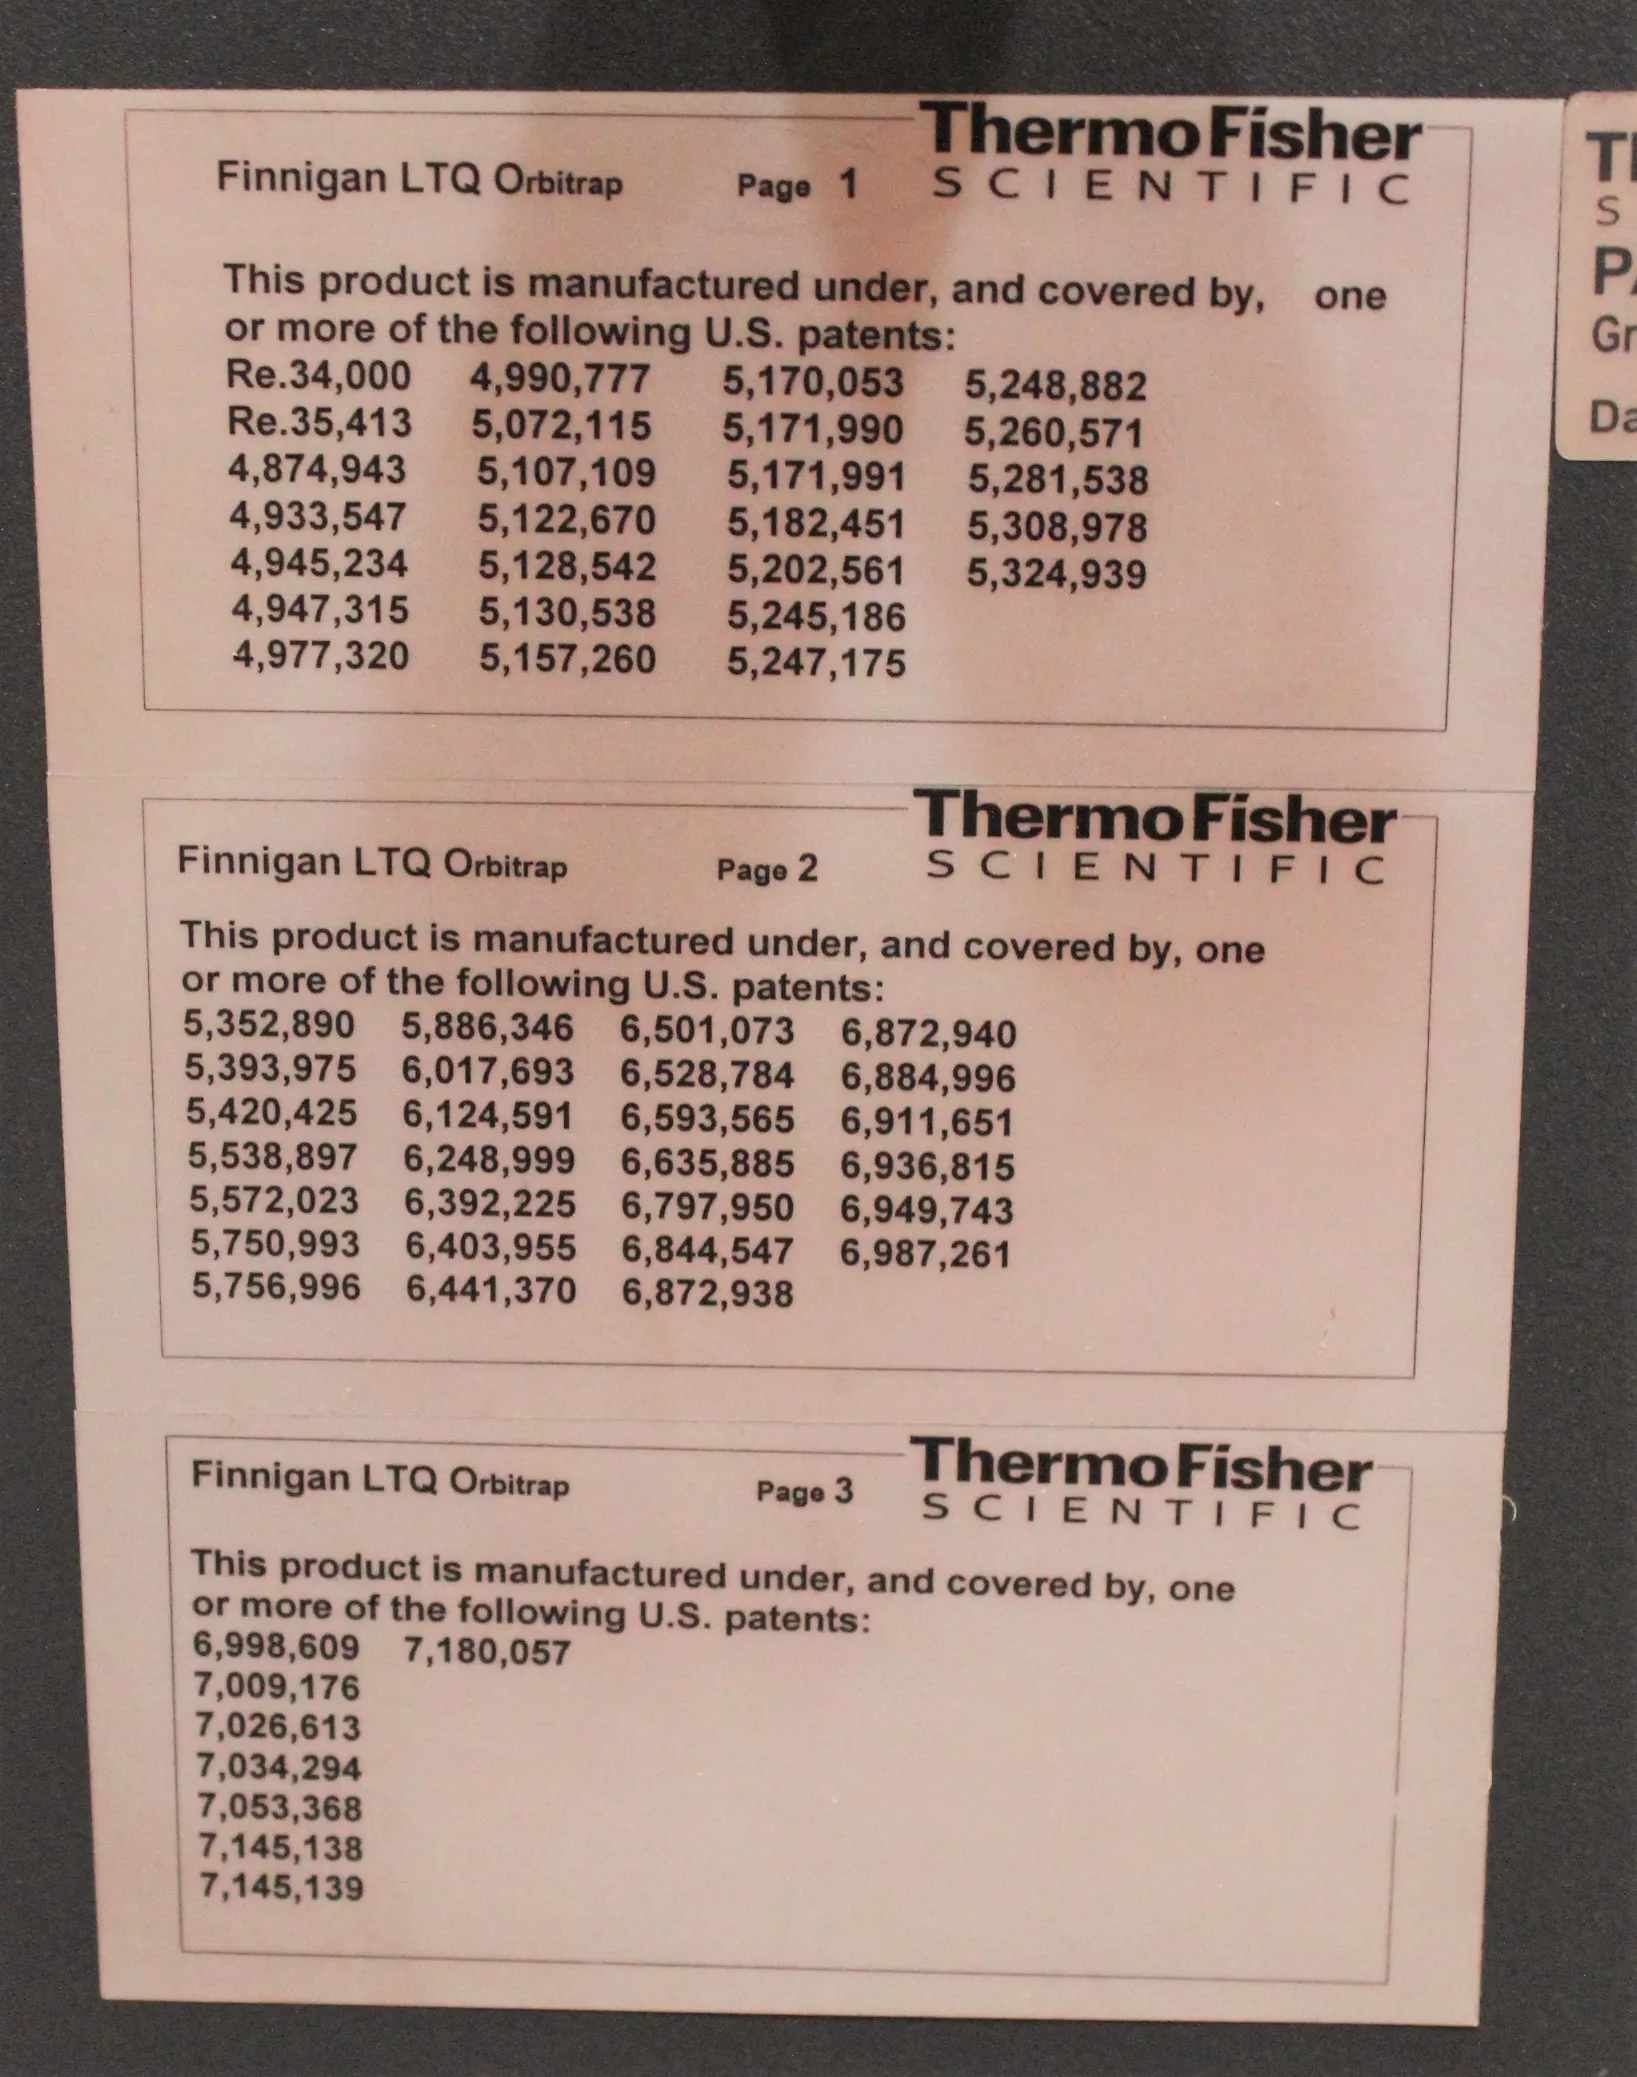 Finnigan LTQ Orbitrap Page 1 ThermoFisher
SCIENTIFIC
This product is manufactured under, and covered by, one
or more of the following U.S. patents:
Re.34,000 4,990,777 5,170,053 5,248,882
Re.35,413 5,072,115 5,171,990 5,260,571
4,874,943 5,107,109 5,171,991 5,281,538
4,933,547 5,122,670 5,182,451 5,308,978
4,945,234 5,128,542 5,202,561 5,324,939
4,947,315 5,130,538 5,245,186
4,977,320 5,157,260 5,247,175
Finnigan LTQ Orbitrap Page 2 ThermoFisher
SCIENTIFIC
This product is manufactured under, and covered by, one
or more of the following U.S. patents:
5,352,890 5,886,346 6,501,073 6,872,940
5,393,975 6,017,693 6,528,784 6,884,996
5,420,425 6,124,591 6,593,565 6,911,651
5,538,897 6,248,999 6,635,885 6,936,815
5,572,023 6,392,225 6,797,950 6,949,743
5,750,993 6,403,955 6,844,547 6,987,261
5,756,996 6,441,370 6,872,938
Finnigan LTQ Orbitrap Page 3 ThermoFisher
SCIENTIFIC
This product is manufactured under, and covered by, one
or more of the following U.S. patents:
6,998,609 7,180,057
7,009,176
7,026,613
7,034,294
7,053,368
7,145,138
7,145,139